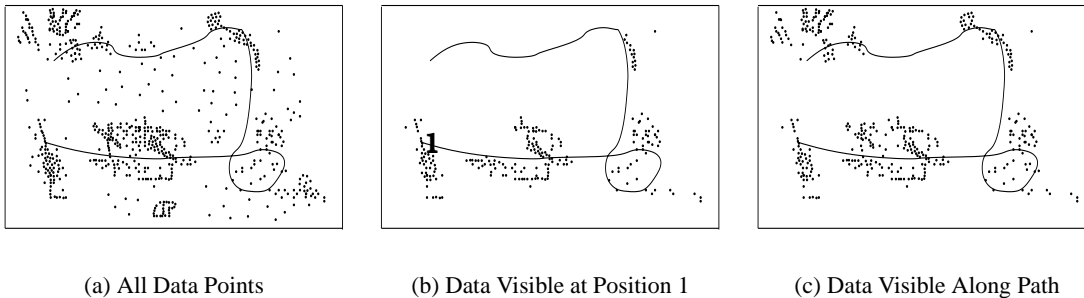 1
(a) All Data Points
(b) Data Visible at Position 1
(c) Data Visible Along Path